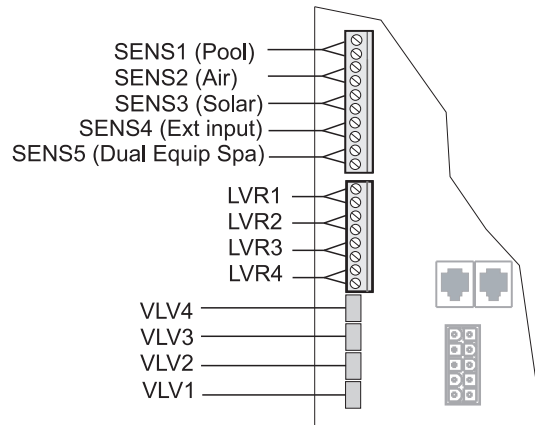 SENS1 (Pool)
SENS2 (Air)
SENS3 (Solar)
SENS4 (Ext input)
SENS5 (Dual Equip Spa)
LVR1
LVR2
LVR3
LVR4
VLV4
VLV3
VLV2
VLV1